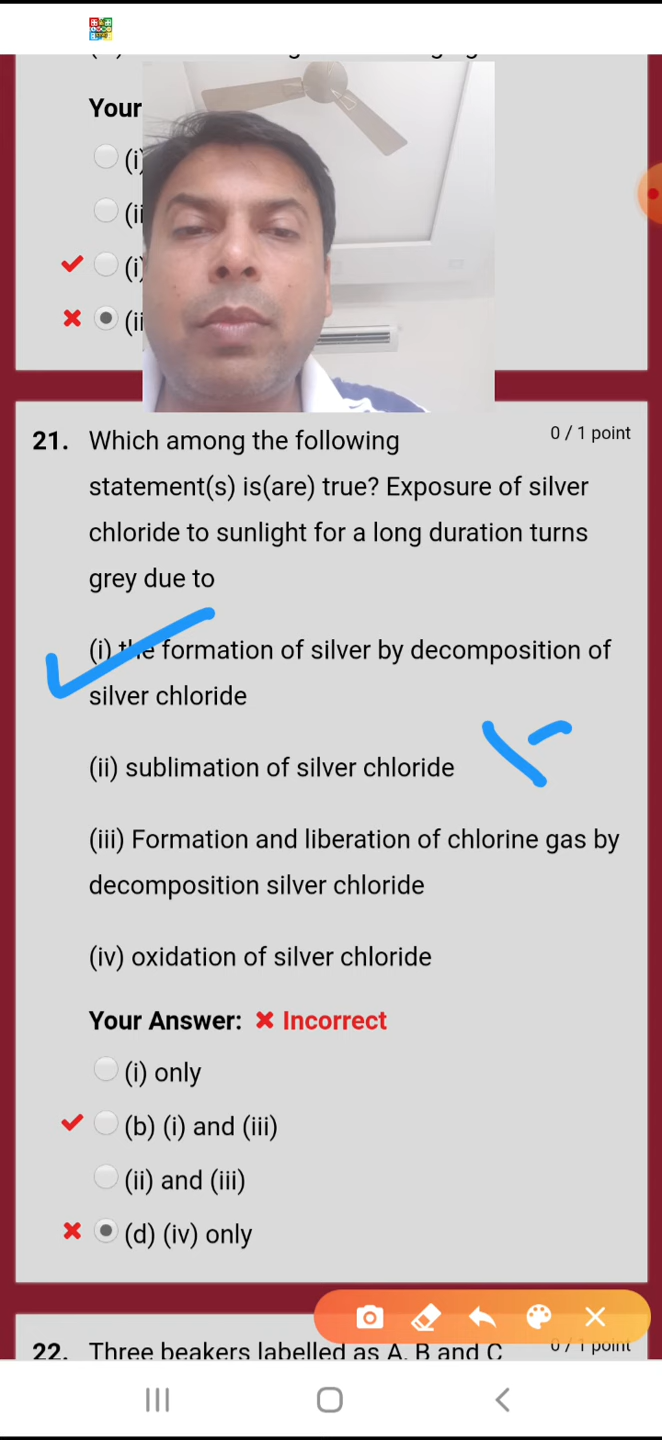 Your
(i)
(ii
(i)
(ii
21. Which among the following 0 / 1 point
statement(s) is(are) true? Exposure of silver
chloride to sunlight for a long duration turns
grey due to
(i) the formation of silver by decomposition of
silver chloride
(ii) sublimation of silver chloride
(iii) Formation and liberation of chlorine gas by
decomposition silver chloride
(iv) oxidation of silver chloride
Your Answer: Incorrect
(i) only
(b) (i) and (iii)
(ii) and (iii)
(d) (iv) only
22. Three beakers labelled as A, B and C 0 / 1 point